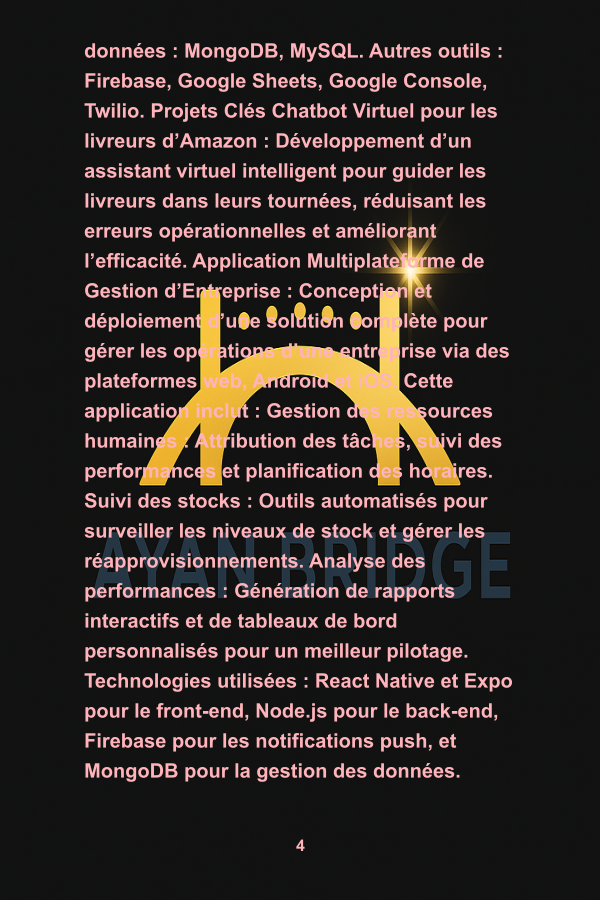 données : MongoDB, MySQL. Autres outils :
Firebase, Google Sheets, Google Console,
Twilio. Projets Clés Chatbot Virtuel pour les
livreurs d’Amazon : Développement d’un
assistant virtuel intelligent pour guider les
livreurs dans leurs tournées, réduisant les
erreurs opérationnelles et améliorant
l’efficacité. Application Multiplateforme de
Gestion d’Entreprise : Conception et
déploiement d’une solution complète pour
gérer les opérations d’une entreprise via des
plateformes web, Android et iOS. Cette
application inclut : Gestion des ressources
humaines : Attribution des tâches, suivi des
performances et planification des horaires.
Suivi des stocks : Outils automatisés pour
surveiller les niveaux de stock et gérer les
réapprovisionnements. Analyse des
performances : Génération de rapports
interactifs et de tableaux de bord
personnalisés pour un meilleur pilotage.
Technologies utilisées : React Native et Expo
pour le front-end, Node.js pour le back-end,
Firebase pour les notifications push, et
MongoDB pour la gestion des données.
AYAN BRIDGE
4